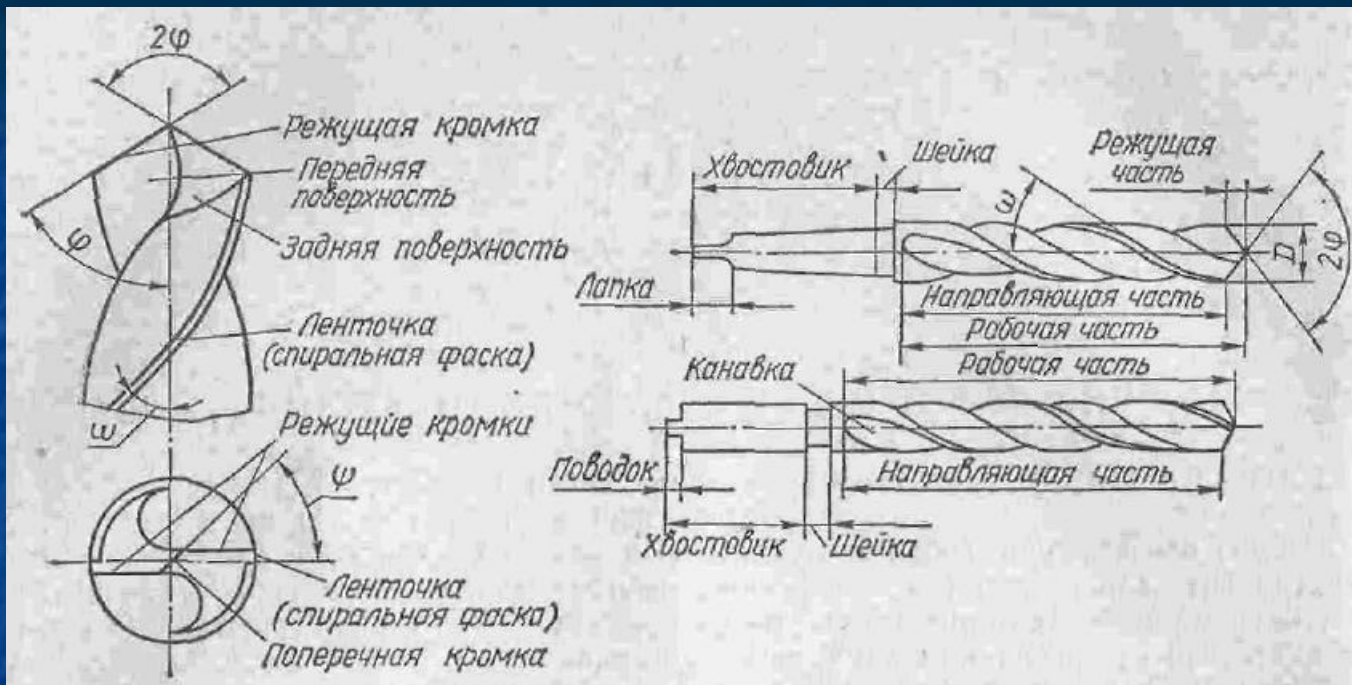 2φ
Режущая кромка
Передняя
поверхность
φ
Задняя поверхность
Ленточка
(спиральная фаска)
ω
Режущие кромки
ψ
Ленточка
(спиральная фаска)
Поперечная кромка
Хвостовик
Шейка
Режущая
часть
ω
D
2φ
Лапка
Направляющая часть
Рабочая часть
Рабочая часть
Канавка
Поводок
Направляющая часть
Хвостовик
Шейка